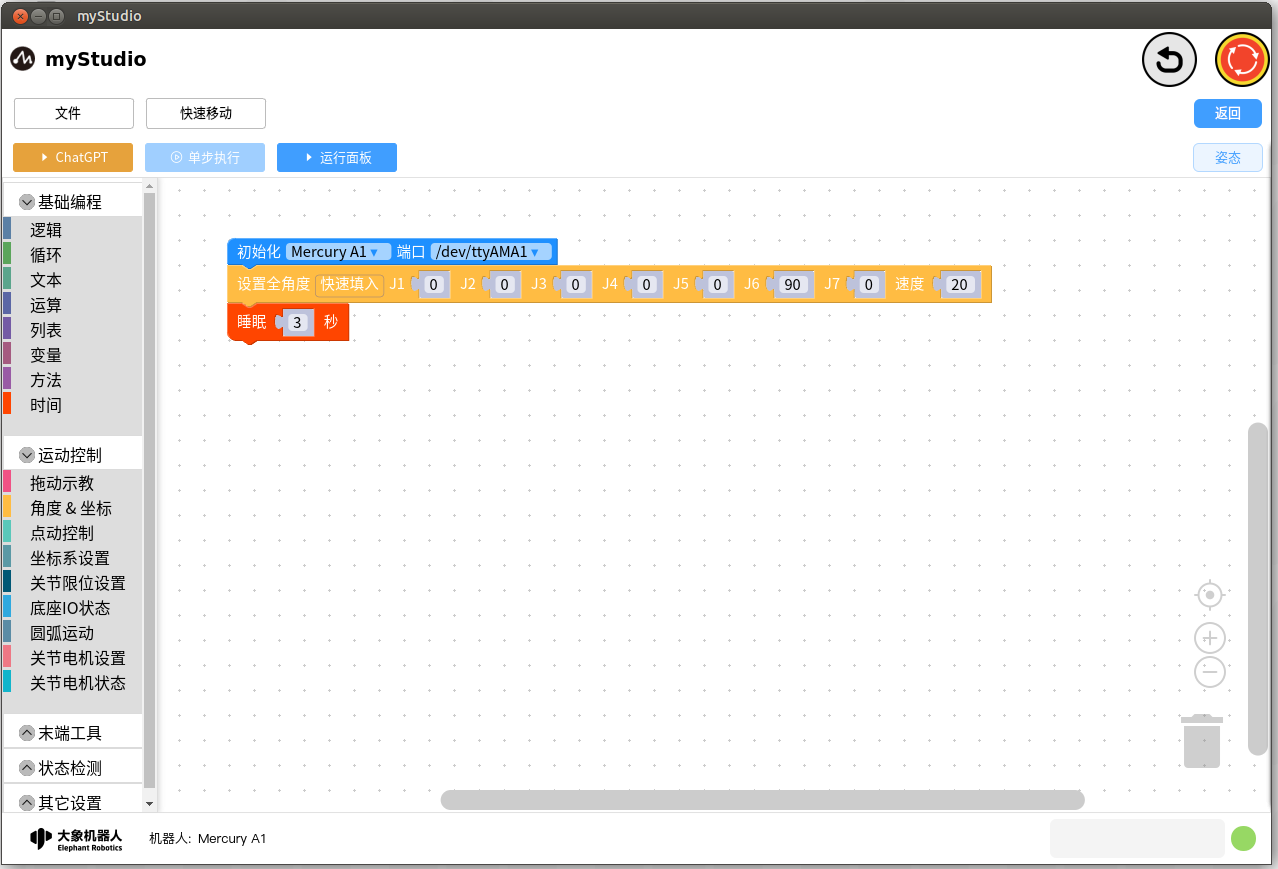 myStudio
myStudio
文件 快速移动 返回
ChatGPT 单步执行 运行面板 姿态
基础编程
逻辑
循环
文本
运算
列表
变量
方法
时间
运动控制
拖动示教
角度 & 坐标
点动控制
坐标系设置
关节限位设置
底座IO状态
圆弧运动
关节电机设置
关节电机状态
末端工具
状态检测
其它设置
初始化 Mercury A1 端口 /dev/ttyAMA1
设置全角度 快速填入 J1 0 J2 0 J3 0 J4 0 J5 0 J6 90 J7 0 速度 20
睡眠 3 秒
大象机器人
Elephant Robotics
机器人: Mercury A1